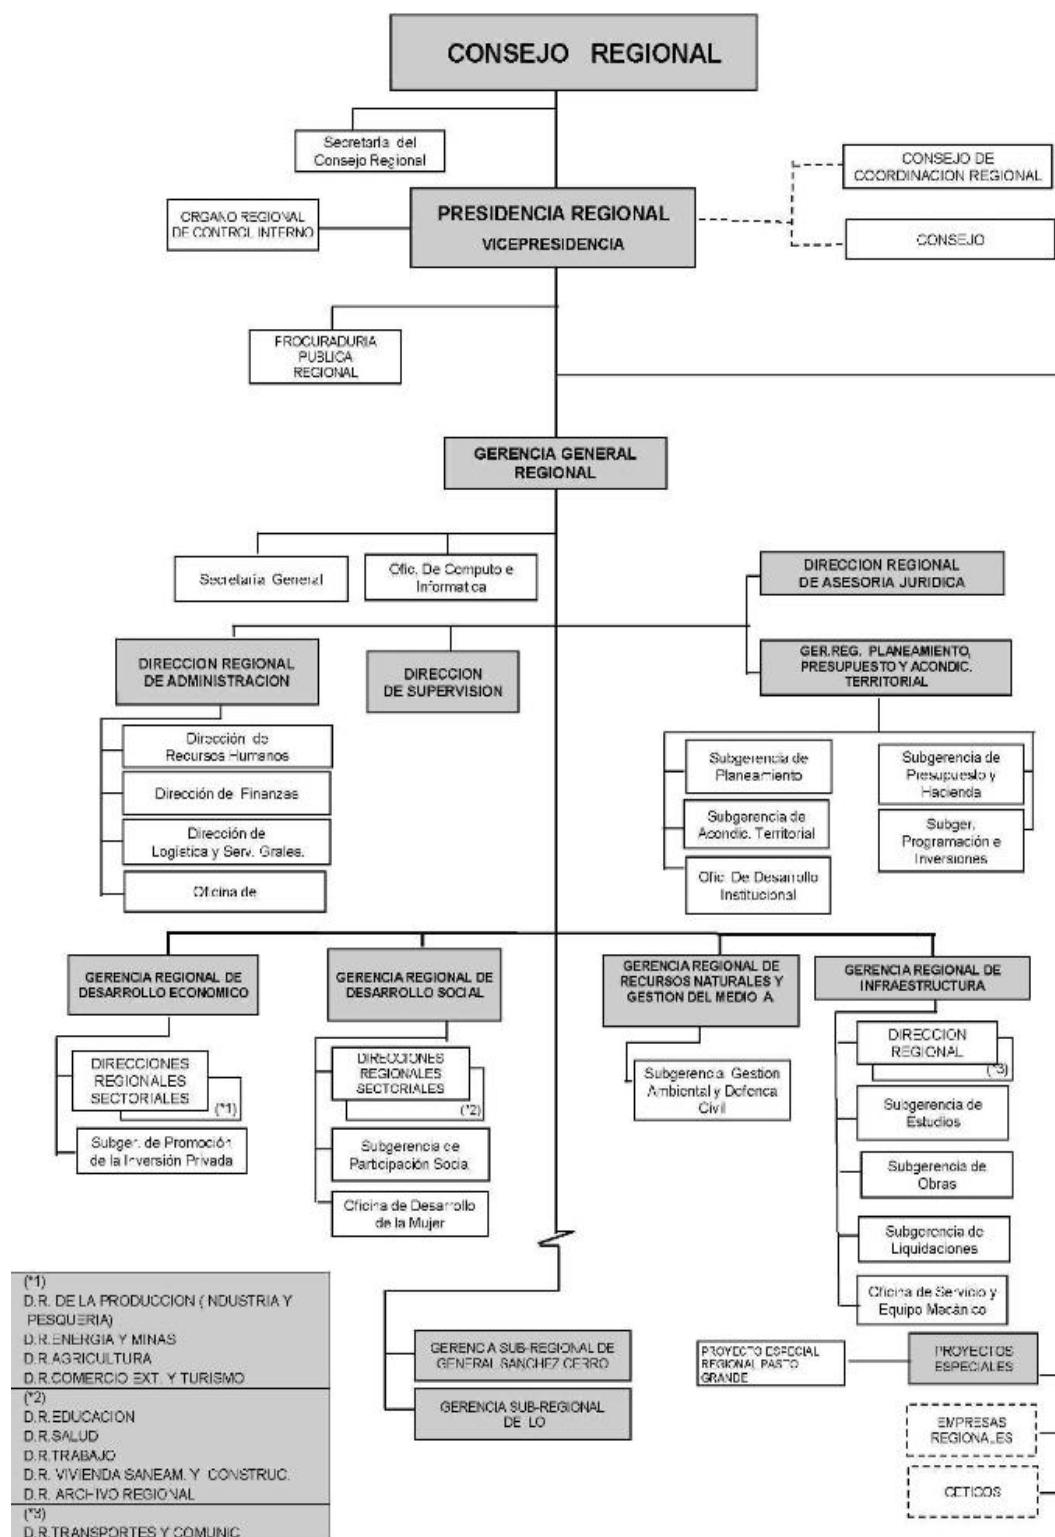 CONSEJO REGIONAL
Secretaría del
Consejo Regional
CONSEJO DE
COORDINACION REGIONAL
ORGANO REGIONAL
DE CONTROL INTERNO
PRESIDENCIA REGIONAL
VICEPRESIDENCIA
CONSEJO
PROCURADURIA
PUBLICA
REGIONAL
GERENCIA GENERAL
REGIONAL
Secretaría General
Ofic. De Computo e
Informatica
DIRECCION REGIONAL
DE ASESORIA JURIDICA
DIRECCION REGIONAL
DE ADMINISTRACION
DIRECCION
DE SUPERVISION
GER.REG. PLANEAMIENTO,
PRESUPUESTO Y ACONDIC.
TERRITORIAL
Dirección de
Recursos Humanos
Dirección de Finanzas
Dirección de
Logística y Serv. Grales.
Oficina de
Subgerencia de
Planeamiento
Subgerencia de
Acondic. Territorial
Ofic. De Desarrollo
Institucional
Subgerencia de
Presupuesto y
Hacienda
Subger.
Programación e
Inversiones
GERENCIA REGIONAL DE
DESARROLLO ECONOMICO
GERENCIA REGIONAL DE
DESARROLLO SOCIAL
GERENCIA REGIONAL DE
RECURSOS NATURALES Y
GESTION DEL MEDIO A
GERENCIA REGIONAL DE
INFRAESTRUCTURA
DIRECCIONES
REGIONALES
SECTORIALES
(*1)
Subger. de Promoción
de la Inversión Privada
DIRECCIONES
REGIONALES
SECTORIALES
(*2)
Subgerencia de
Participación Socia
Oficina de Desarrollo
de la Mujer
Subgerencia Gestion
Ambiental y Defenca
Civil
DIRECCION
REGIONAL
(*3)
Subgerencia de
Estudios
Subgerencia de
Obras
Subgerencia de
Liquidaciones
Oficina de Servicio y
Equipo Mecánico
(*1)
D.R. DE LA PRODUCCION ( NDUSTRIA Y
PESQUERIA)
D.R.ENERGIA Y MINAS
D.R.AGRICULTURA
D.R.COMERCIO EXT. Y TURISMO
(*2)
D.R.EDUCACION
D.R.SALUD
D.R.TRABAJO
D.R. VIVIENDA SANEAM. Y CONSTRUC.
D.R. ARCHIVO REGIONAL
(*3)
D.R.TRANSPORTES Y COMUNIC
GERENCIA SUB-REGIONAL DE
GENERAL SANCHEZ CERRO
GERENCIA SUB-REGIONAL
DE LO
PROYECTO ESPECIAL
REGIONAL PASTO
GRANDE
PROYECTOS
ESPECIALES
EMPRESAS
REGIONALES
CETICOS